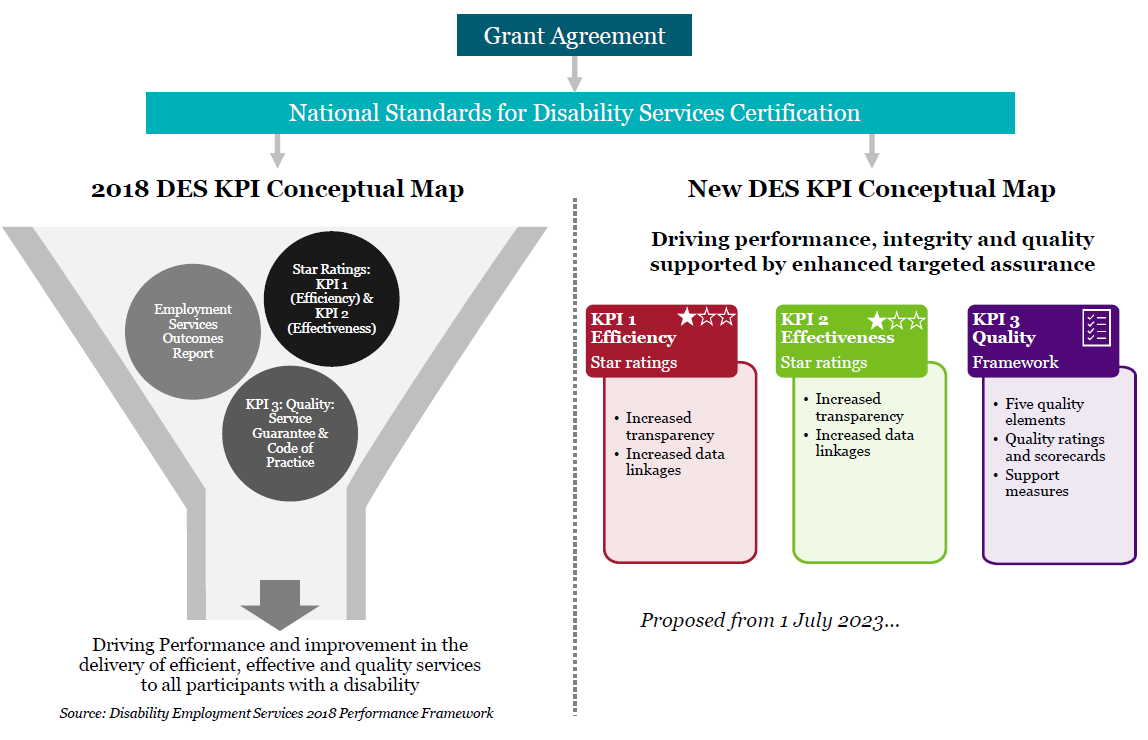 Grant Agreement
National Standards for Disability Services Certification
2018 DES KPI Conceptual Map
Star Ratings:
KPI 1
(Efficiency) &
KPI 2
(Effectiveness)
Employment
Services
Outcomes
Report
KPI 3: Quality:
Service
Guarantee &
Code of
Practice
Driving Performance and improvement in the
delivery of efficient, effective and quality services
to all participants with a disability
Source: Disability Employment Services 2018 Performance Framework
New DES KPI Conceptual Map
Driving performance, integrity and quality
supported by enhanced targeted assurance
KPI 1
Efficiency
Star ratings
• Increased
transparency
• Increased data
linkages
KPI 2
Effectiveness
Star ratings
• Increased
transparency
• Increased data
linkages
KPI 3
Quality
Framework
• Five quality
elements
• Quality ratings
and scorecards
• Support
measures
Proposed from 1 July 2023...